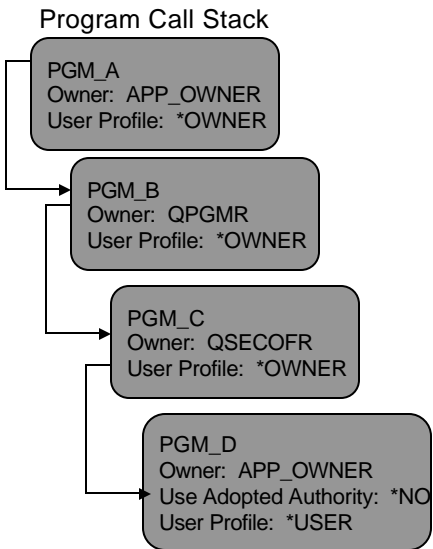 Program Call Stack
PGM_A
Owner: APP_OWNER
User Profile: *OWNER
PGM_B
Owner: QPGMR
User Profile: *OWNER
PGM_C
Owner: QSECOFR
User Profile: *OWNER
PGM_D
Owner: APP_OWNER
Use Adopted Authority: *NO
User Profile: *USER